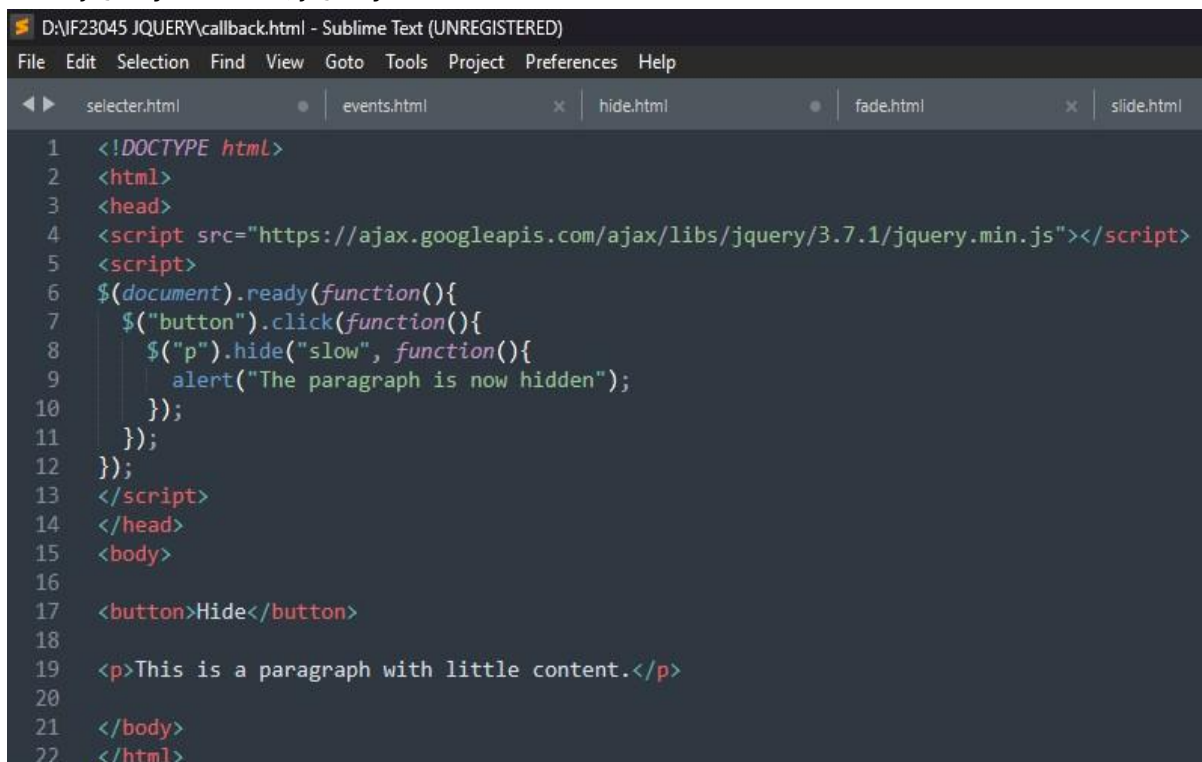 D:\IF23045 JQUERY\callback.html - Sublime Text (UNREGISTERED)
File Edit Selection Find View Goto Tools Project Preferences Help
selecter.html events.html hide.html fade.html slide.html
1 <!DOCTYPE html>
2 <html>
3 <head>
4 <script src="https://ajax.googleapis.com/ajax/libs/jquery/3.7.1/jquery.min.js"></script>
5 <script>
6 $(document).ready(function(){
7   $("button").click(function(){
8     $("p").hide("slow", function(){
9       alert("The paragraph is now hidden");
10     });
11   });
12 });
13 </script>
14 </head>
15 <body>
16
17 <button>Hide</button>
18
19 <p>This is a paragraph with little content.</p>
20
21 </body>
22 </html>